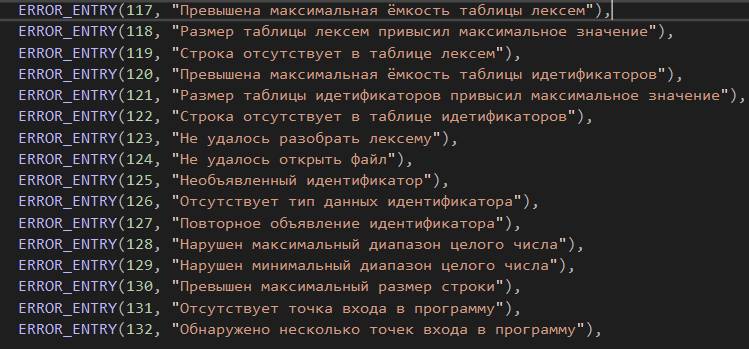 ERROR_ENTRY(117, "Превышена максимальная ёмкость таблицы лексем"),
ERROR_ENTRY(118, "Размер таблицы лексем привысил максимальное значение"),
ERROR_ENTRY(119, "Строка отсутствует в таблице лексем"),
ERROR_ENTRY(120, "Превышена максимальная ёмкость таблицы идетификаторов"),
ERROR_ENTRY(121, "Размер таблицы идетификаторов привысил максимальное значение"),
ERROR_ENTRY(122, "Строка отсутствует в таблице идетификаторов"),
ERROR_ENTRY(123, "Не удалось разобрать лексему"),
ERROR_ENTRY(124, "Не удалось открыть файл"),
ERROR_ENTRY(125, "Необъявленный идентификатор"),
ERROR_ENTRY(126, "Отсутствует тип данных идентификатора"),
ERROR_ENTRY(127, "Повторное объявление идентификатора"),
ERROR_ENTRY(128, "Нарушен максимальный диапазон целого числа"),
ERROR_ENTRY(129, "Нарушен минимальный диапазон целого числа"),
ERROR_ENTRY(130, "Превышен максимальный размер строки"),
ERROR_ENTRY(131, "Отсутствует точка входа в программу"),
ERROR_ENTRY(132, "Обнаружено несколько точек входа в программу"),